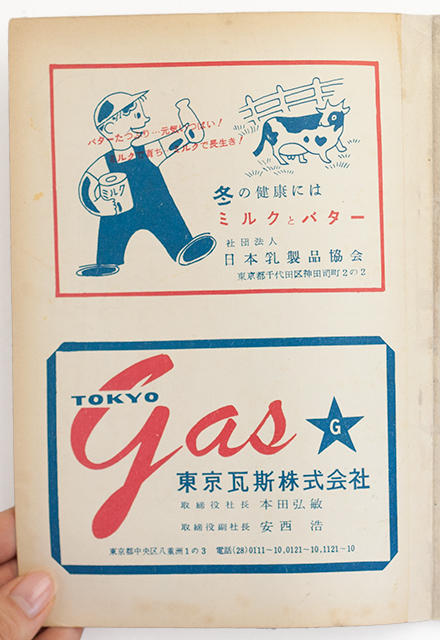 バターたっぷり…元気いっぱい!
ミルクで育ち ミルクで長生き!
ミルク
冬の健康には
ミルクとバター
社団法人
日本乳製品協会
東京都千代田区神田司町2の2
TOKYO
gas
G
東京瓦斯株式会社
取締役社長 本田弘敏
取締役副社長 安西 浩
東京都中央区八重洲1の3 電話(28)0111~10,0121~10,1121~10